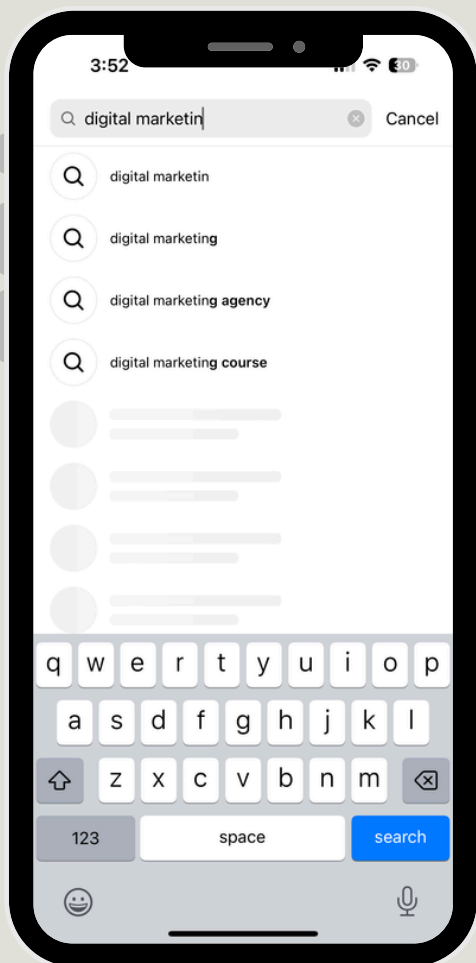 3:52
30
digital marketin
Cancel
digital marketin
digital marketing
digital marketing agency
digital marketing course
q w e r t y u i o p
a s d f g h j k l
z x c v b n m
123 space search